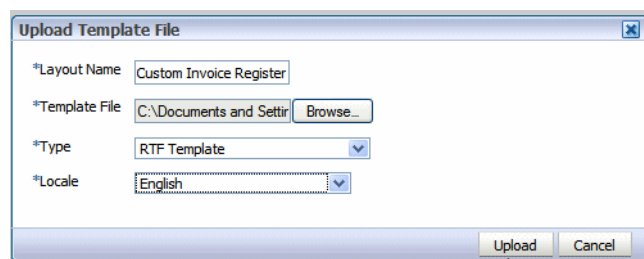 Upload Template File
*Layout Name Custom Invoice Register
*Template File C:\Documents and Settir Browse...
*Type RTF Template
*Locale English
Upload Cancel